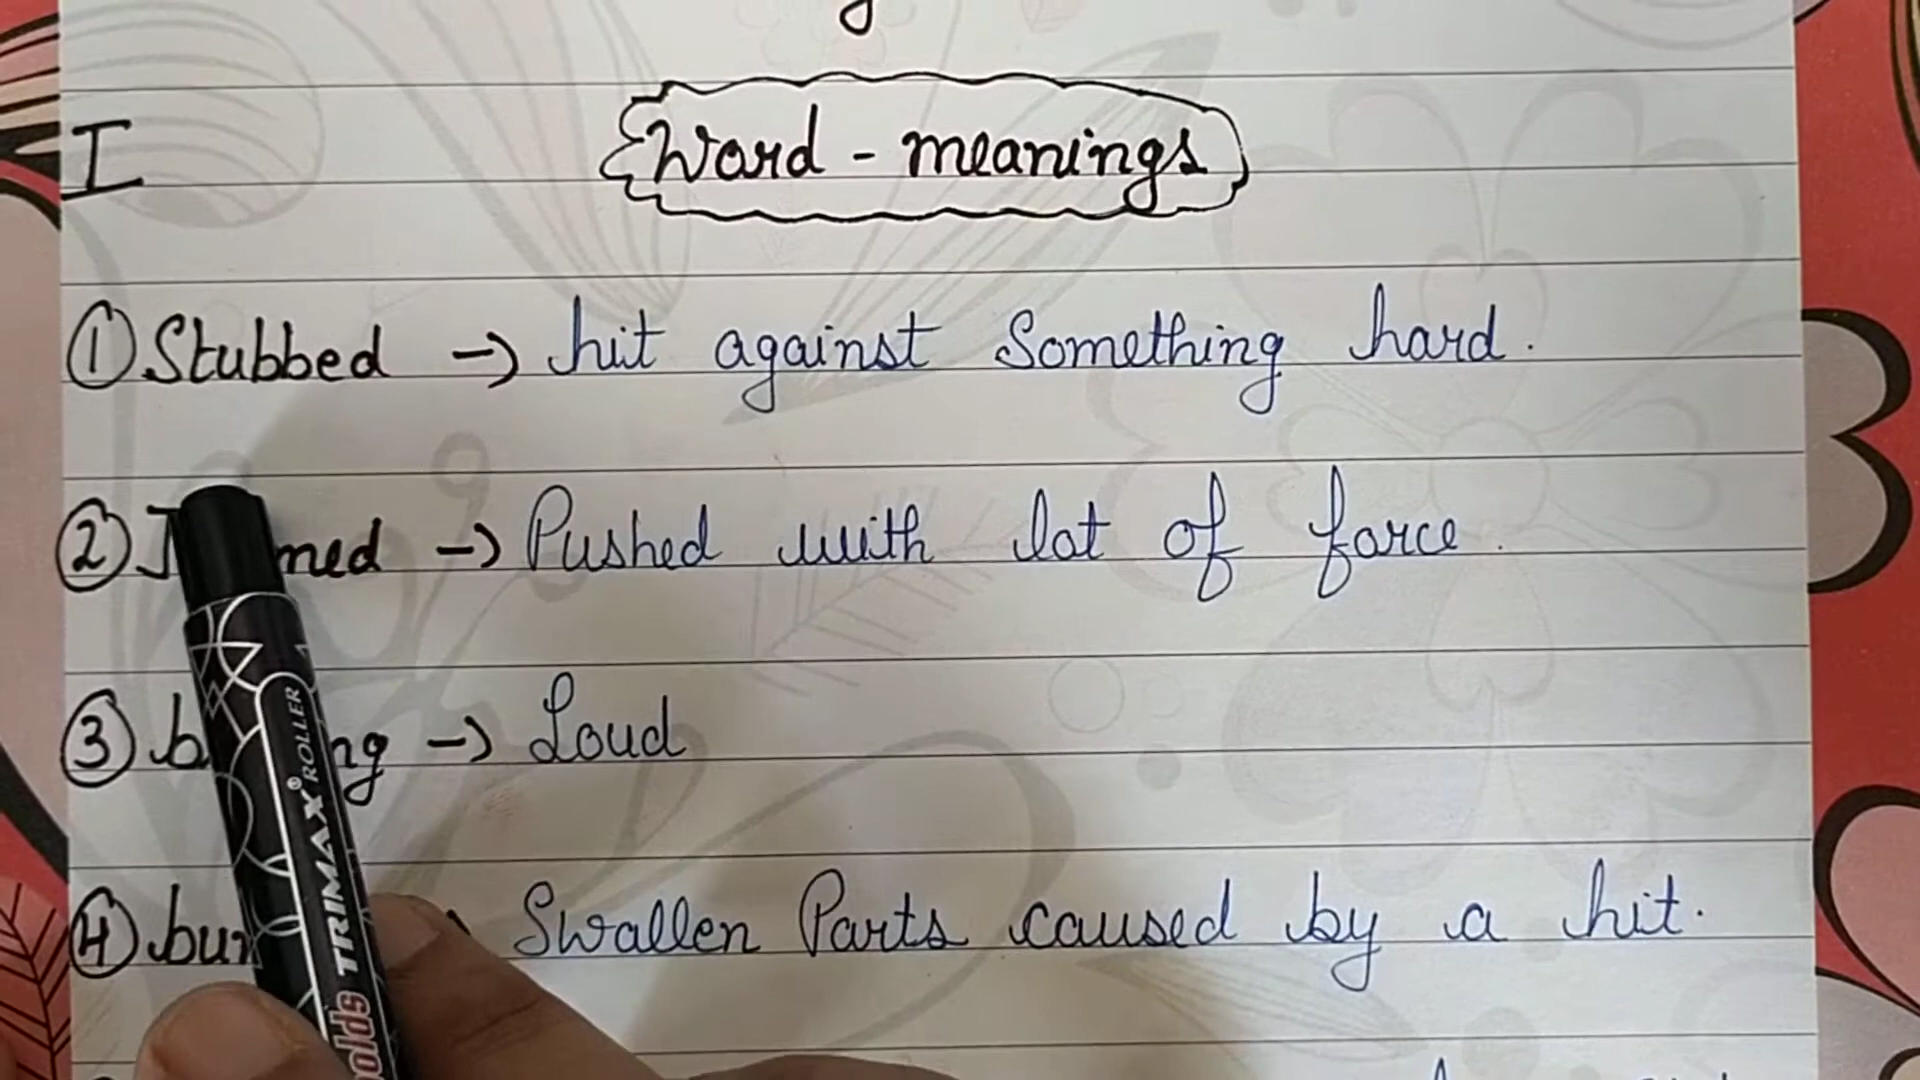 I
Word - meanings
① Stubbed → hit against Something hard.
② → Pushed with lot of force.
③ → Loud
④ Swallen Parts caused by a hit.
TRIMAX® ROLLER